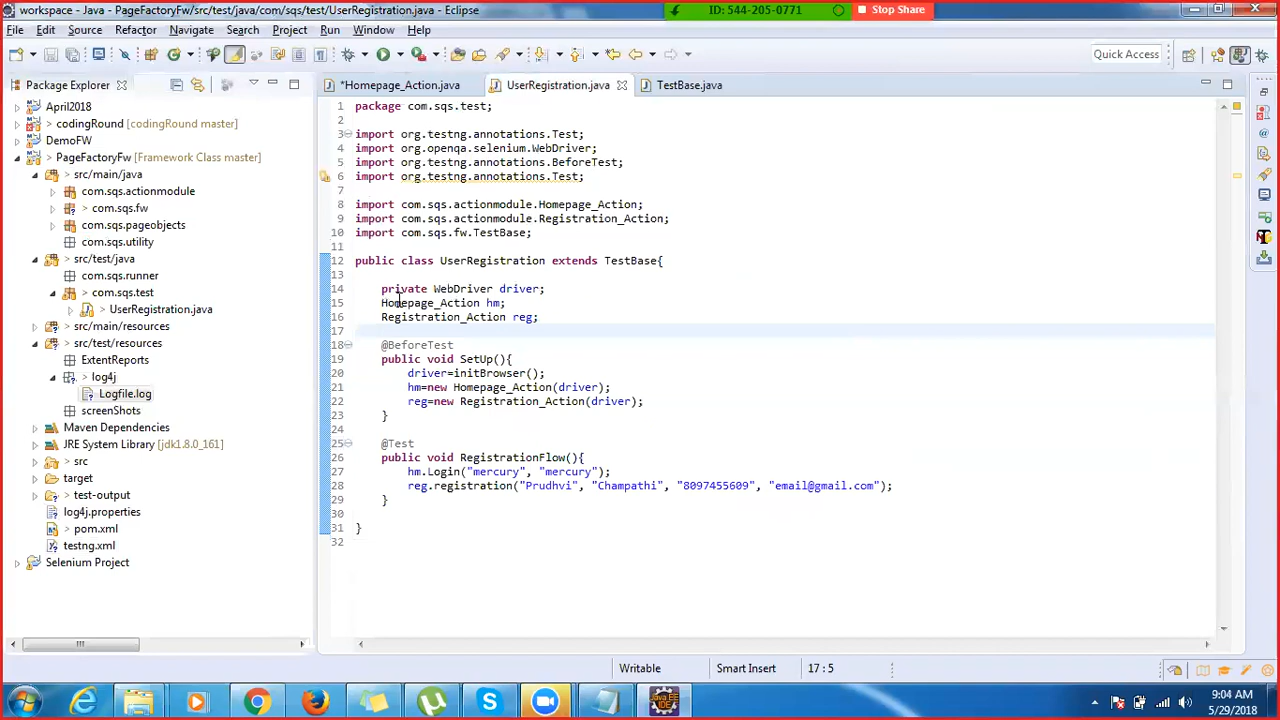 workspace - Java - PageFactoryFw/src/test/java/com/sqs/test/UserRegistration.java - Eclipse
ID: 544-205-0771
Stop Share
File Edit Source Refactor Navigate Search Project Run Window Help
Quick Access
Package Explorer
*Homepage_Action.java
UserRegistration.java
TestBase.java
April2018
> codingRound [codingRound master]
DemoFW
> PageFactoryFw [Framework Class master]
> src/main/java
com.sqs.actionmodule
> com.sqs.fw
com.sqs.pageobjects
com.sqs.utility
> src/test/java
com.sqs.runner
> com.sqs.test
> UserRegistration.java
> src/main/resources
> src/test/resources
ExtentReports
> log4j
Logfile.log
screenShots
Maven Dependencies
JRE System Library [jdk1.8.0_161]
> src
target
> test-output
log4j.properties
> pom.xml
testng.xml
Selenium Project
1 package com.sqs.test;
2
3 import org.testng.annotations.Test;
4 import org.openqa.selenium.WebDriver;
5 import org.testng.annotations.BeforeTest;
6 import org.testng.annotations.Test;
7
8 import com.sqs.actionmodule.Homepage_Action;
9 import com.sqs.actionmodule.Registration_Action;
10 import com.sqs.fw.TestBase;
11
12 public class UserRegistration extends TestBase{
13
14 private WebDriver driver;
15 Homepage_Action hm;
16 Registration_Action reg;
17
18 @BeforeTest
19 public void SetUp(){
20 driver=initBrowser();
21 hm=new Homepage_Action(driver);
22 reg=new Registration_Action(driver);
23 }
24
25 @Test
26 public void RegistrationFlow(){
27 hm.Login("mercury", "mercury");
28 reg.registration("Prudhvi", "Champathi", "8097455609", "email@gmail.com");
29 }
30
31 }
32
Writable
Smart Insert
17 : 5
Java EE
IDE
9:04 AM
5/29/2018